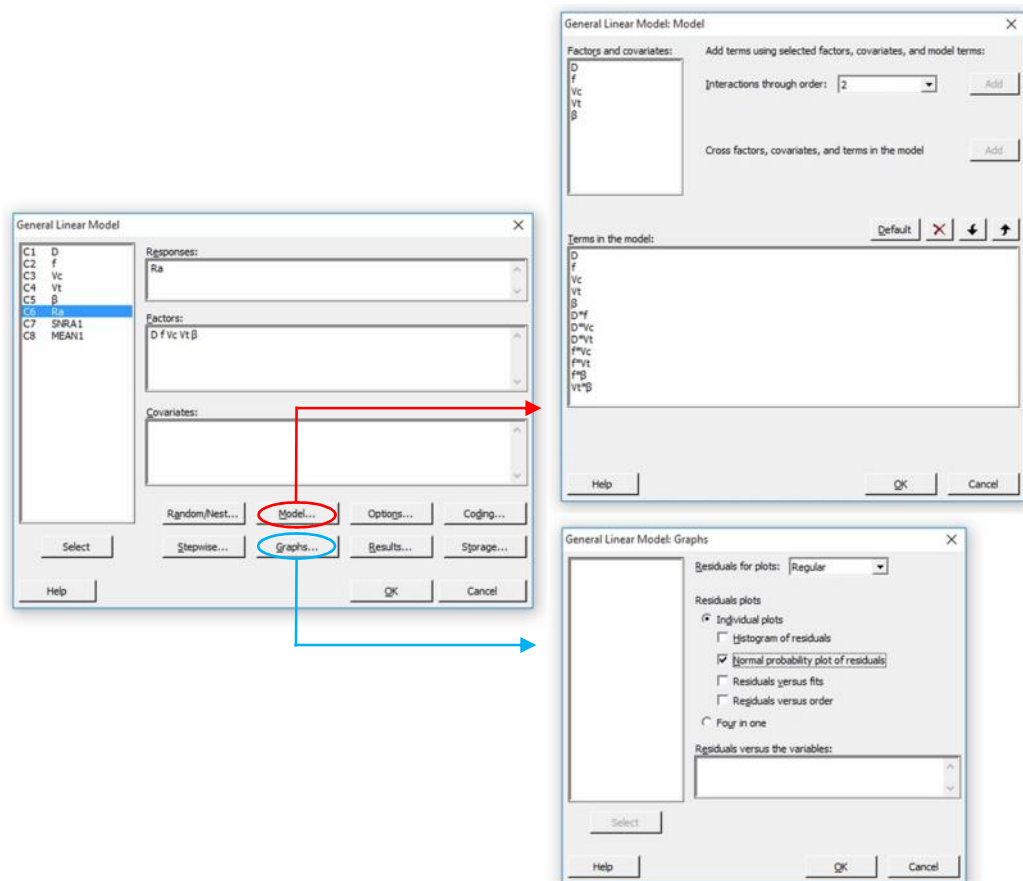 General Linear Model: Model
Factors and covariates:
D
f
Vc
Vt
β
Add terms using selected factors, covariates, and model terms:
Interactions through order: 2 Add
Cross factors, covariates, and terms in the model Add
Default
Terms in the model:
D
f
Vc
Vt
β
D*f
D*Vc
D*Vt
f*Vc
f*Vt
f*β
Vt*β
Help OK Cancel
General Linear Model
C1 D
C2 f
C3 Vc
C4 Vt
C5 β
C6 Ra
C7 SNRA1
C8 MEAN1
Responses:
Ra
Factors:
D f Vc Vt β
Covariates:
Random/Nest... Model... Options... Coding...
Select Stepwise... Graphs... Results... Storage...
Help OK Cancel
General Linear Model: Graphs
Residuals for plots: Regular
Residuals plots
Individual plots
Histogram of residuals
Normal probability plot of residuals
Residuals versus fits
Residuals versus order
Four in one
Residuals versus the variables:
Select
Help OK Cancel